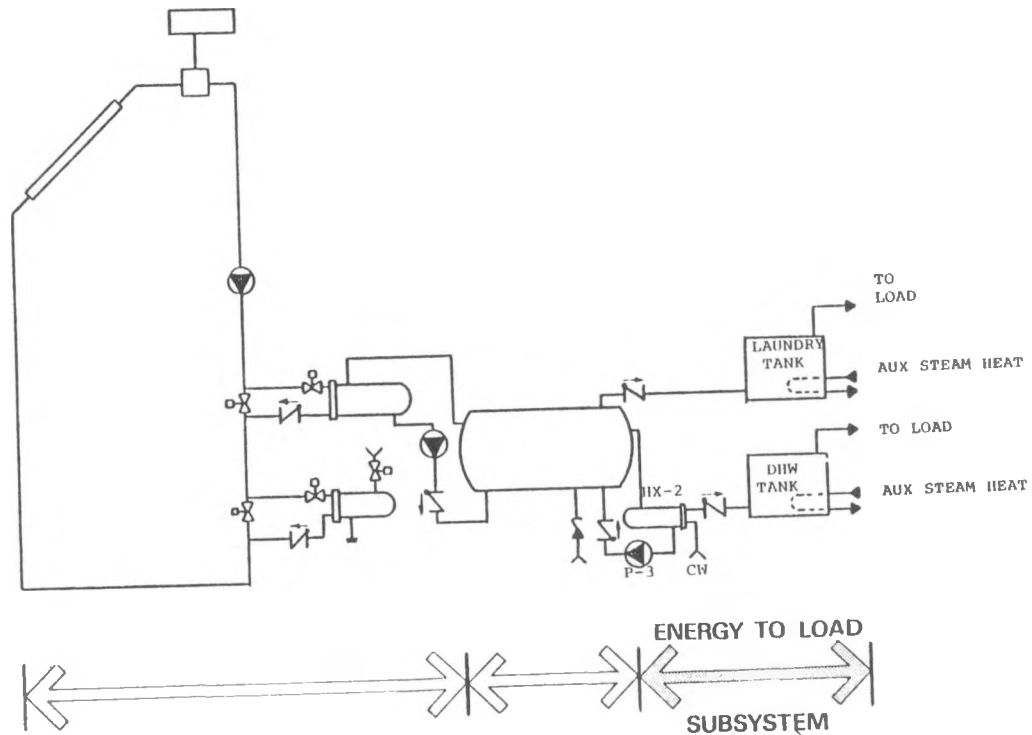 TO
LOAD
LAUNDRY
TANK
AUX STEAM HEAT
TO LOAD
DHW
TANK
AUX STEAM HEAT
HX-2
P-3
CW
ENERGY TO LOAD
SUBSYSTEM